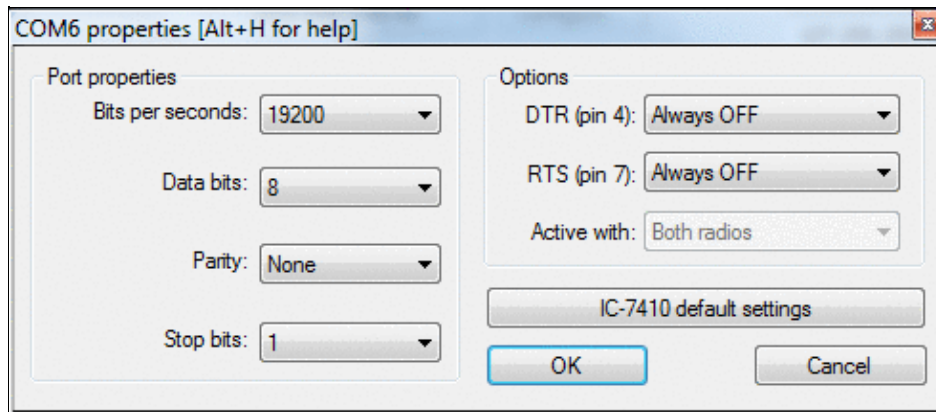 COM6 properties [Alt+H for help]
Port properties
Bits per seconds: 19200
Data bits: 8
Parity: None
Stop bits: 1
Options
DTR (pin 4): Always OFF
RTS (pin 7): Always OFF
Active with: Both radios
IC-7410 default settings
OK Cancel